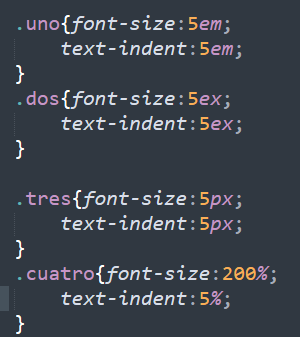 .uno{font-size:5em;
text-indent:5em;
}
.dos{font-size:5ex;
text-indent:5ex;
}
.tres{font-size:5px;
text-indent:5px;
}
.cuatro{font-size:200%;
text-indent:5%;
}